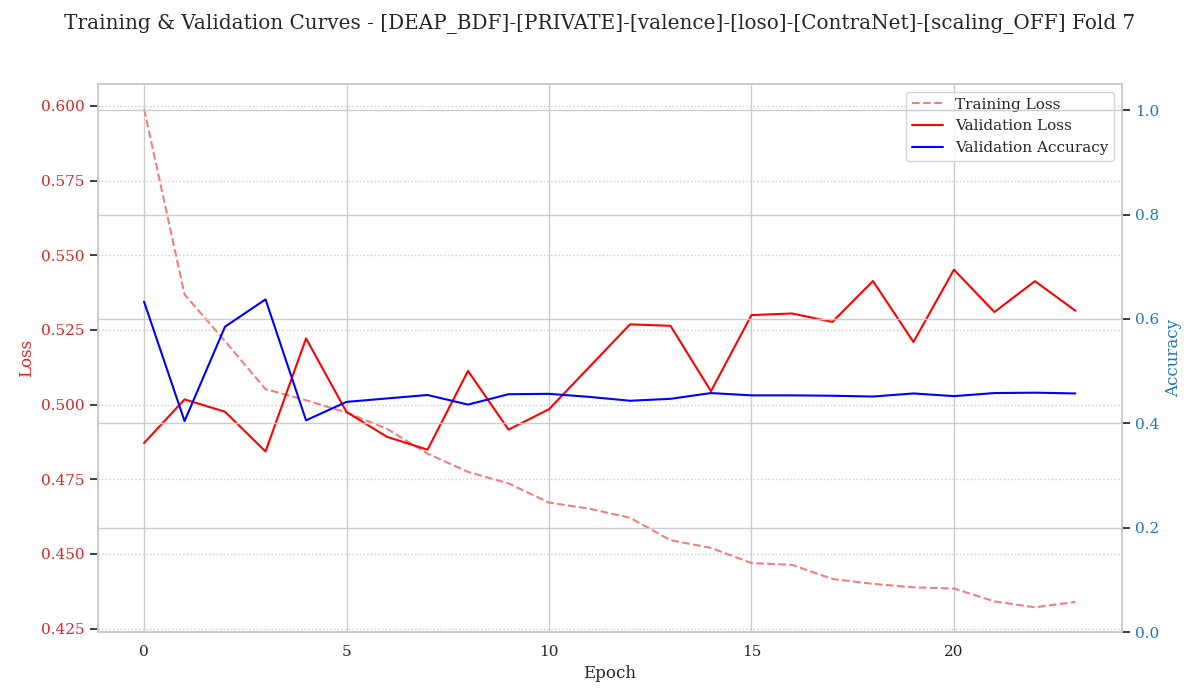 Training & Validation Curves - [DEAP_BDF]-[PRIVATE]-[valence]-[loso]-[ContraNet]-[scaling_OFF] Fold 7
Training Loss
Validation Loss
Validation Accuracy
Loss
0.600
0.575
0.550
0.525
0.500
0.475
0.450
0.425
Accuracy
1.0
0.8
0.6
0.4
0.2
0.0
0
5
10
15
20
Epoch